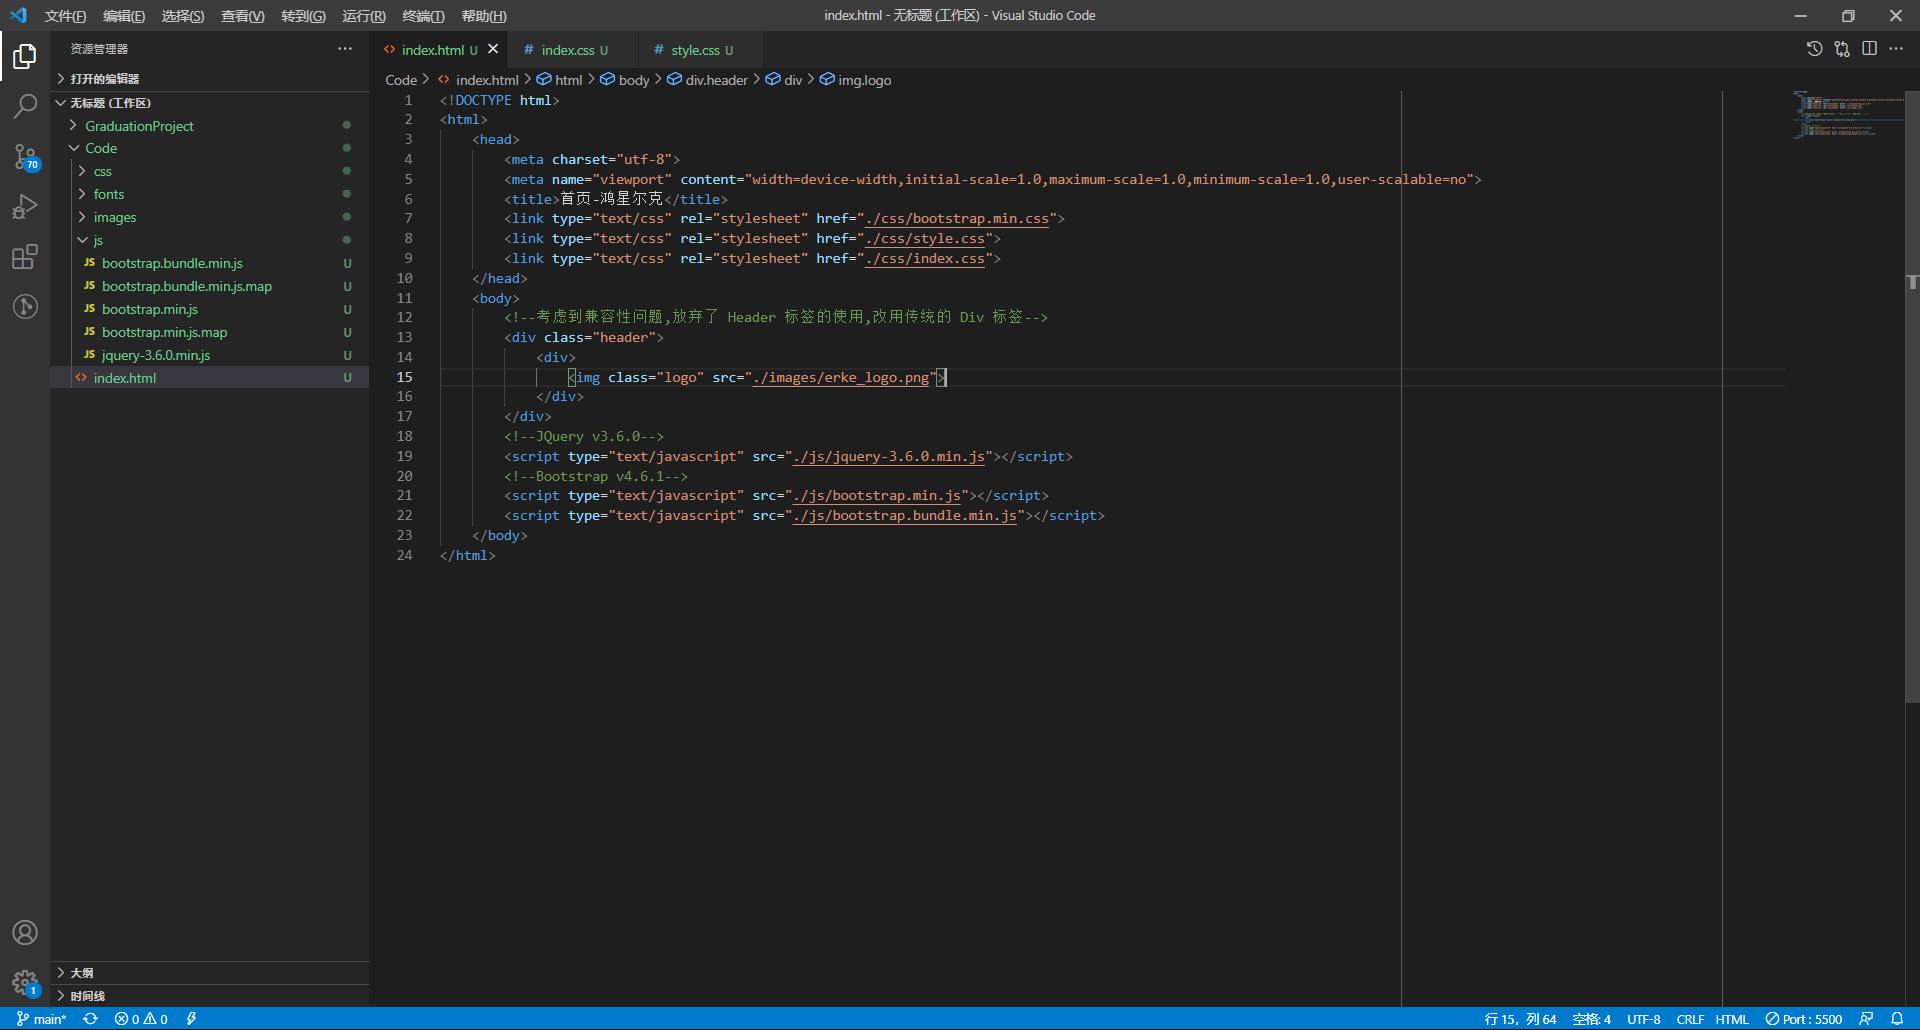 文件(F) 编辑(E) 选择(S) 查看(V) 转到(G) 运行(R) 终端(T) 帮助(H) index.html - 无标题 (工作区) - Visual Studio Code
资源管理器 ···
打开的编辑器
无标题 (工作区)
GraduationProject
Code
css
fonts
images
js
JS bootstrap.bundle.min.js U
JS bootstrap.bundle.min.js.map U
JS bootstrap.min.js U
JS bootstrap.min.js.map U
JS jquery-3.6.0.min.js U
<> index.html U
大纲
时间线
70
1
<> index.html U # index.css U # style.css U
Code > <> index.html > html > body > div.header > div > img.logo
1 <!DOCTYPE html>
2 <html>
3 <head>
4 <meta charset="utf-8">
5 <meta name="viewport" content="width=device-width,initial-scale=1.0,maximum-scale=1.0,minimum-scale=1.0,user-scalable=no">
6 <title>首页-鸿星尔克</title>
7 <link type="text/css" rel="stylesheet" href="./css/bootstrap.min.css">
8 <link type="text/css" rel="stylesheet" href="./css/style.css">
9 <link type="text/css" rel="stylesheet" href="./css/index.css">
10 </head>
11 <body>
12 <!--考虑到兼容性问题,放弃了 Header 标签的使用,改用传统的 Div 标签-->
13 <div class="header">
14 <div>
15 <img class="logo" src="./images/erke_logo.png">
16 </div>
17 </div>
18 <!--JQuery v3.6.0-->
19 <script type="text/javascript" src="./js/jquery-3.6.0.min.js"></script>
20 <!--Bootstrap v4.6.1-->
21 <script type="text/javascript" src="./js/bootstrap.min.js"></script>
22 <script type="text/javascript" src="./js/bootstrap.bundle.min.js"></script>
23 </body>
24 </html>
main* 0 0 行 15，列 64 空格: 4 UTF-8 CRLF HTML Port : 5500